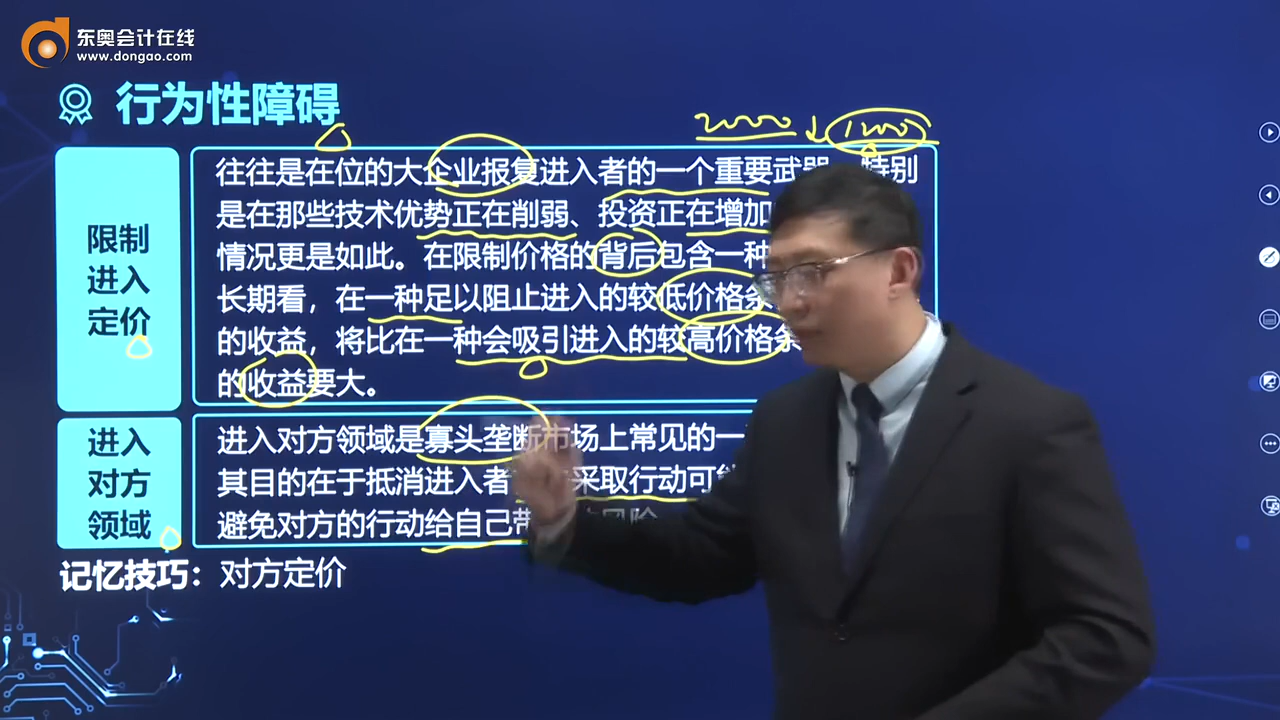 东奥会计在线
www.dongao.com
行为性障碍
2000↓1200
限制
进入
定价
往往是在位的大企业报复进入者的一个重要武器 特别
是在那些技术优势正在削弱、投资正在增加
情况更是如此。在限制价格的背后包含一种
长期看，在一种足以阻止进入的较低价格条
的收益，将比在一种会吸引进入的较高价格条
的收益要大。
进入
对方
领域
进入对方领域是寡头垄断市场上常见的一
其目的在于抵消进入者 采取行动可能
避免对方的行动给自己带 风险
记忆技巧：对方定价